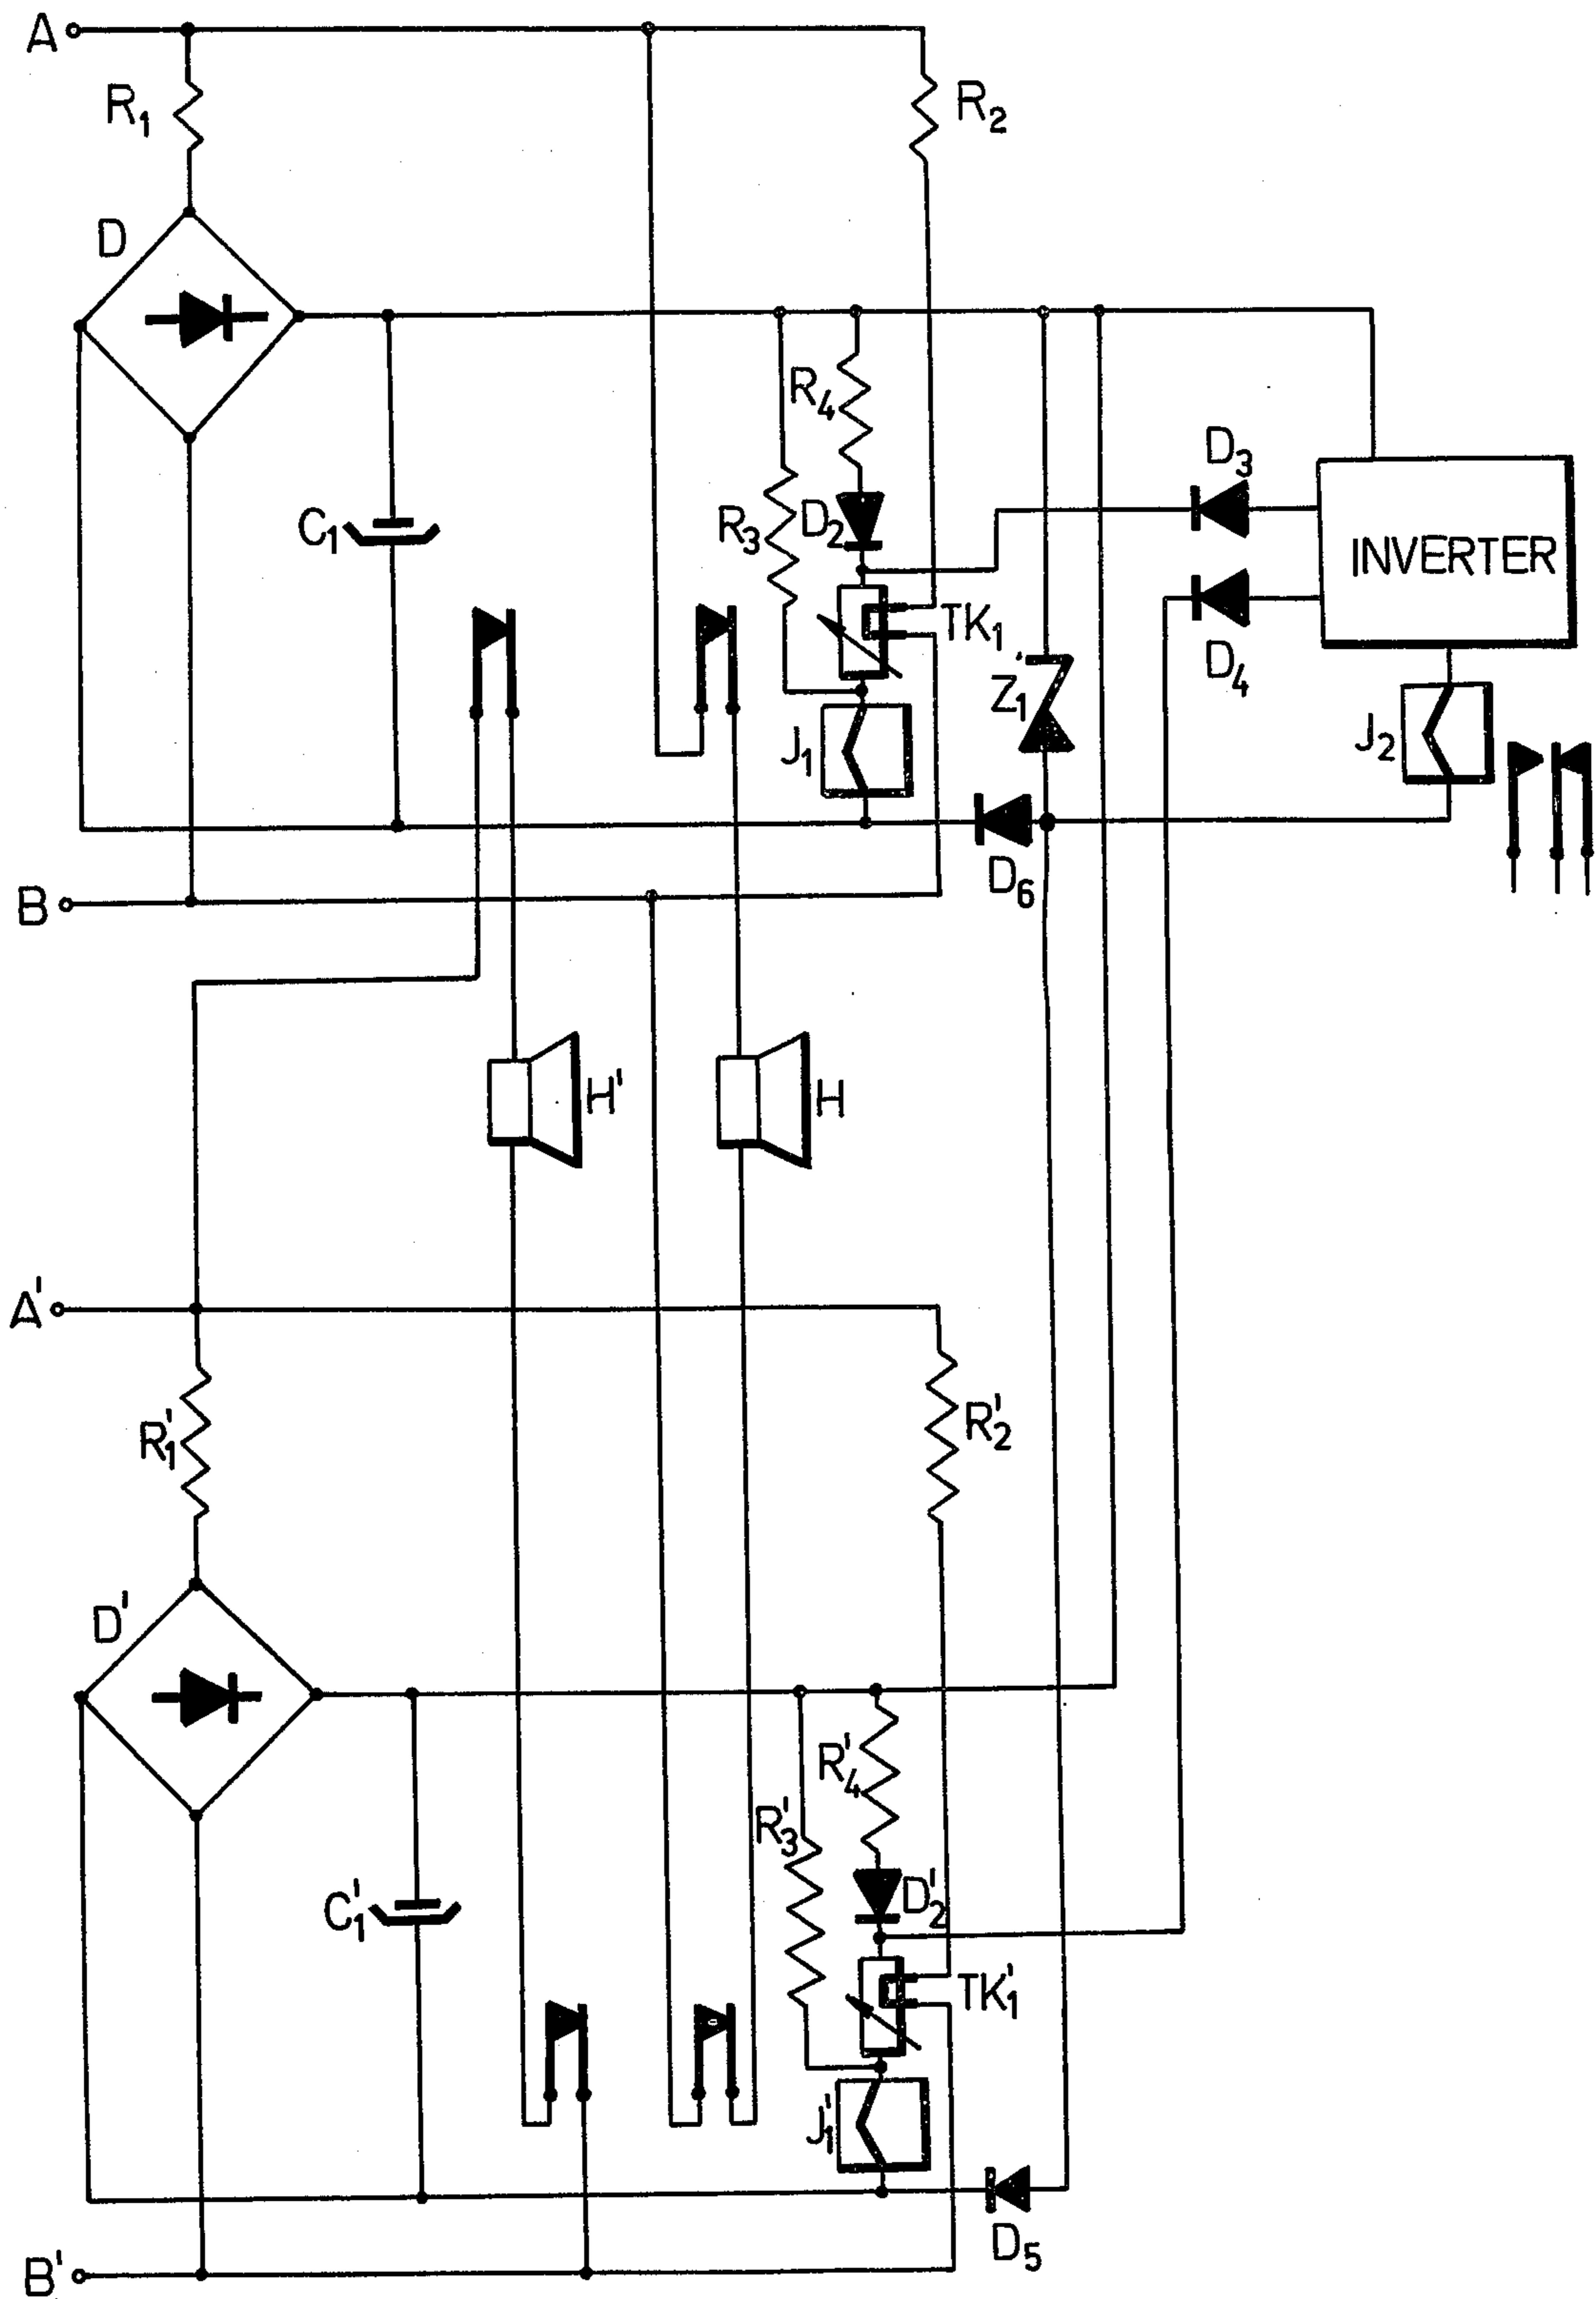 A
R1
R2
D
R4
D3
C1
R3
D2
INVERTER
TK1
D4
Z1
J1
J2
D6
B
H'
H
A'
R'1
R'2
D'
R'4
R'3
C'1
D'2
TK'1
J'1
D5
B'